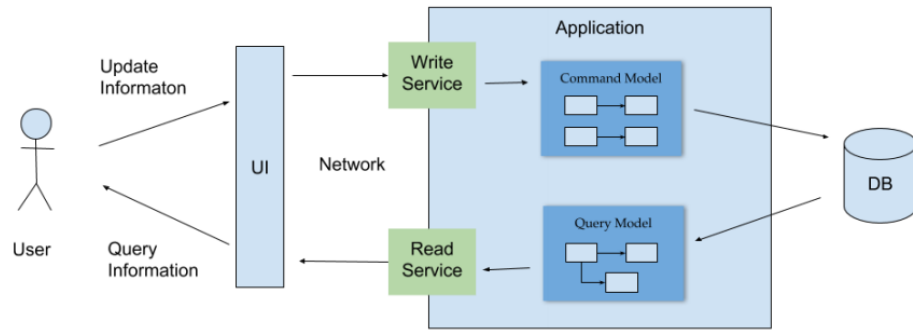 Application
Update
Informaton
Write
Service
Command Model
UI
Network
DB
User
Query
Information
Read
Service
Query Model